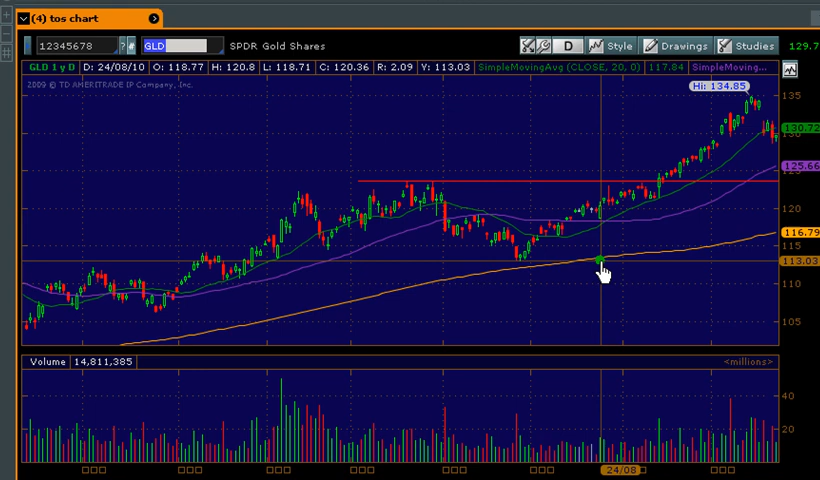 (4) tos chart
12345678 ? # GLD SPDR Gold Shares D Style Drawings Studies 129.7
GLD 1 y D D: 24/08/10 O: 118.77 H: 120.8 L: 118.71 C: 120.36 R: 2.09 Y: 113.03 SimpleMovingAvg (CLOSE, 20, 0) 117.84 SimpleMoving...
2009 © TD AMERITRADE IP Company, Inc.
Hi: 134.85
135
130.72
125.66
120
116.79
115
113.03
110
105
Volume 14,811,385 <millions>
40
20
24/08